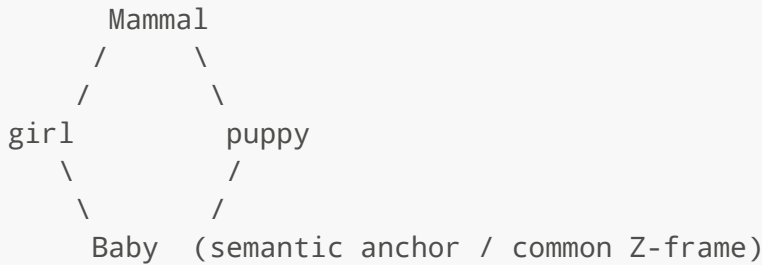 Mammal
/ \
/ \
girl puppy
\ /
\ /
Baby (semantic anchor / common Z-frame)